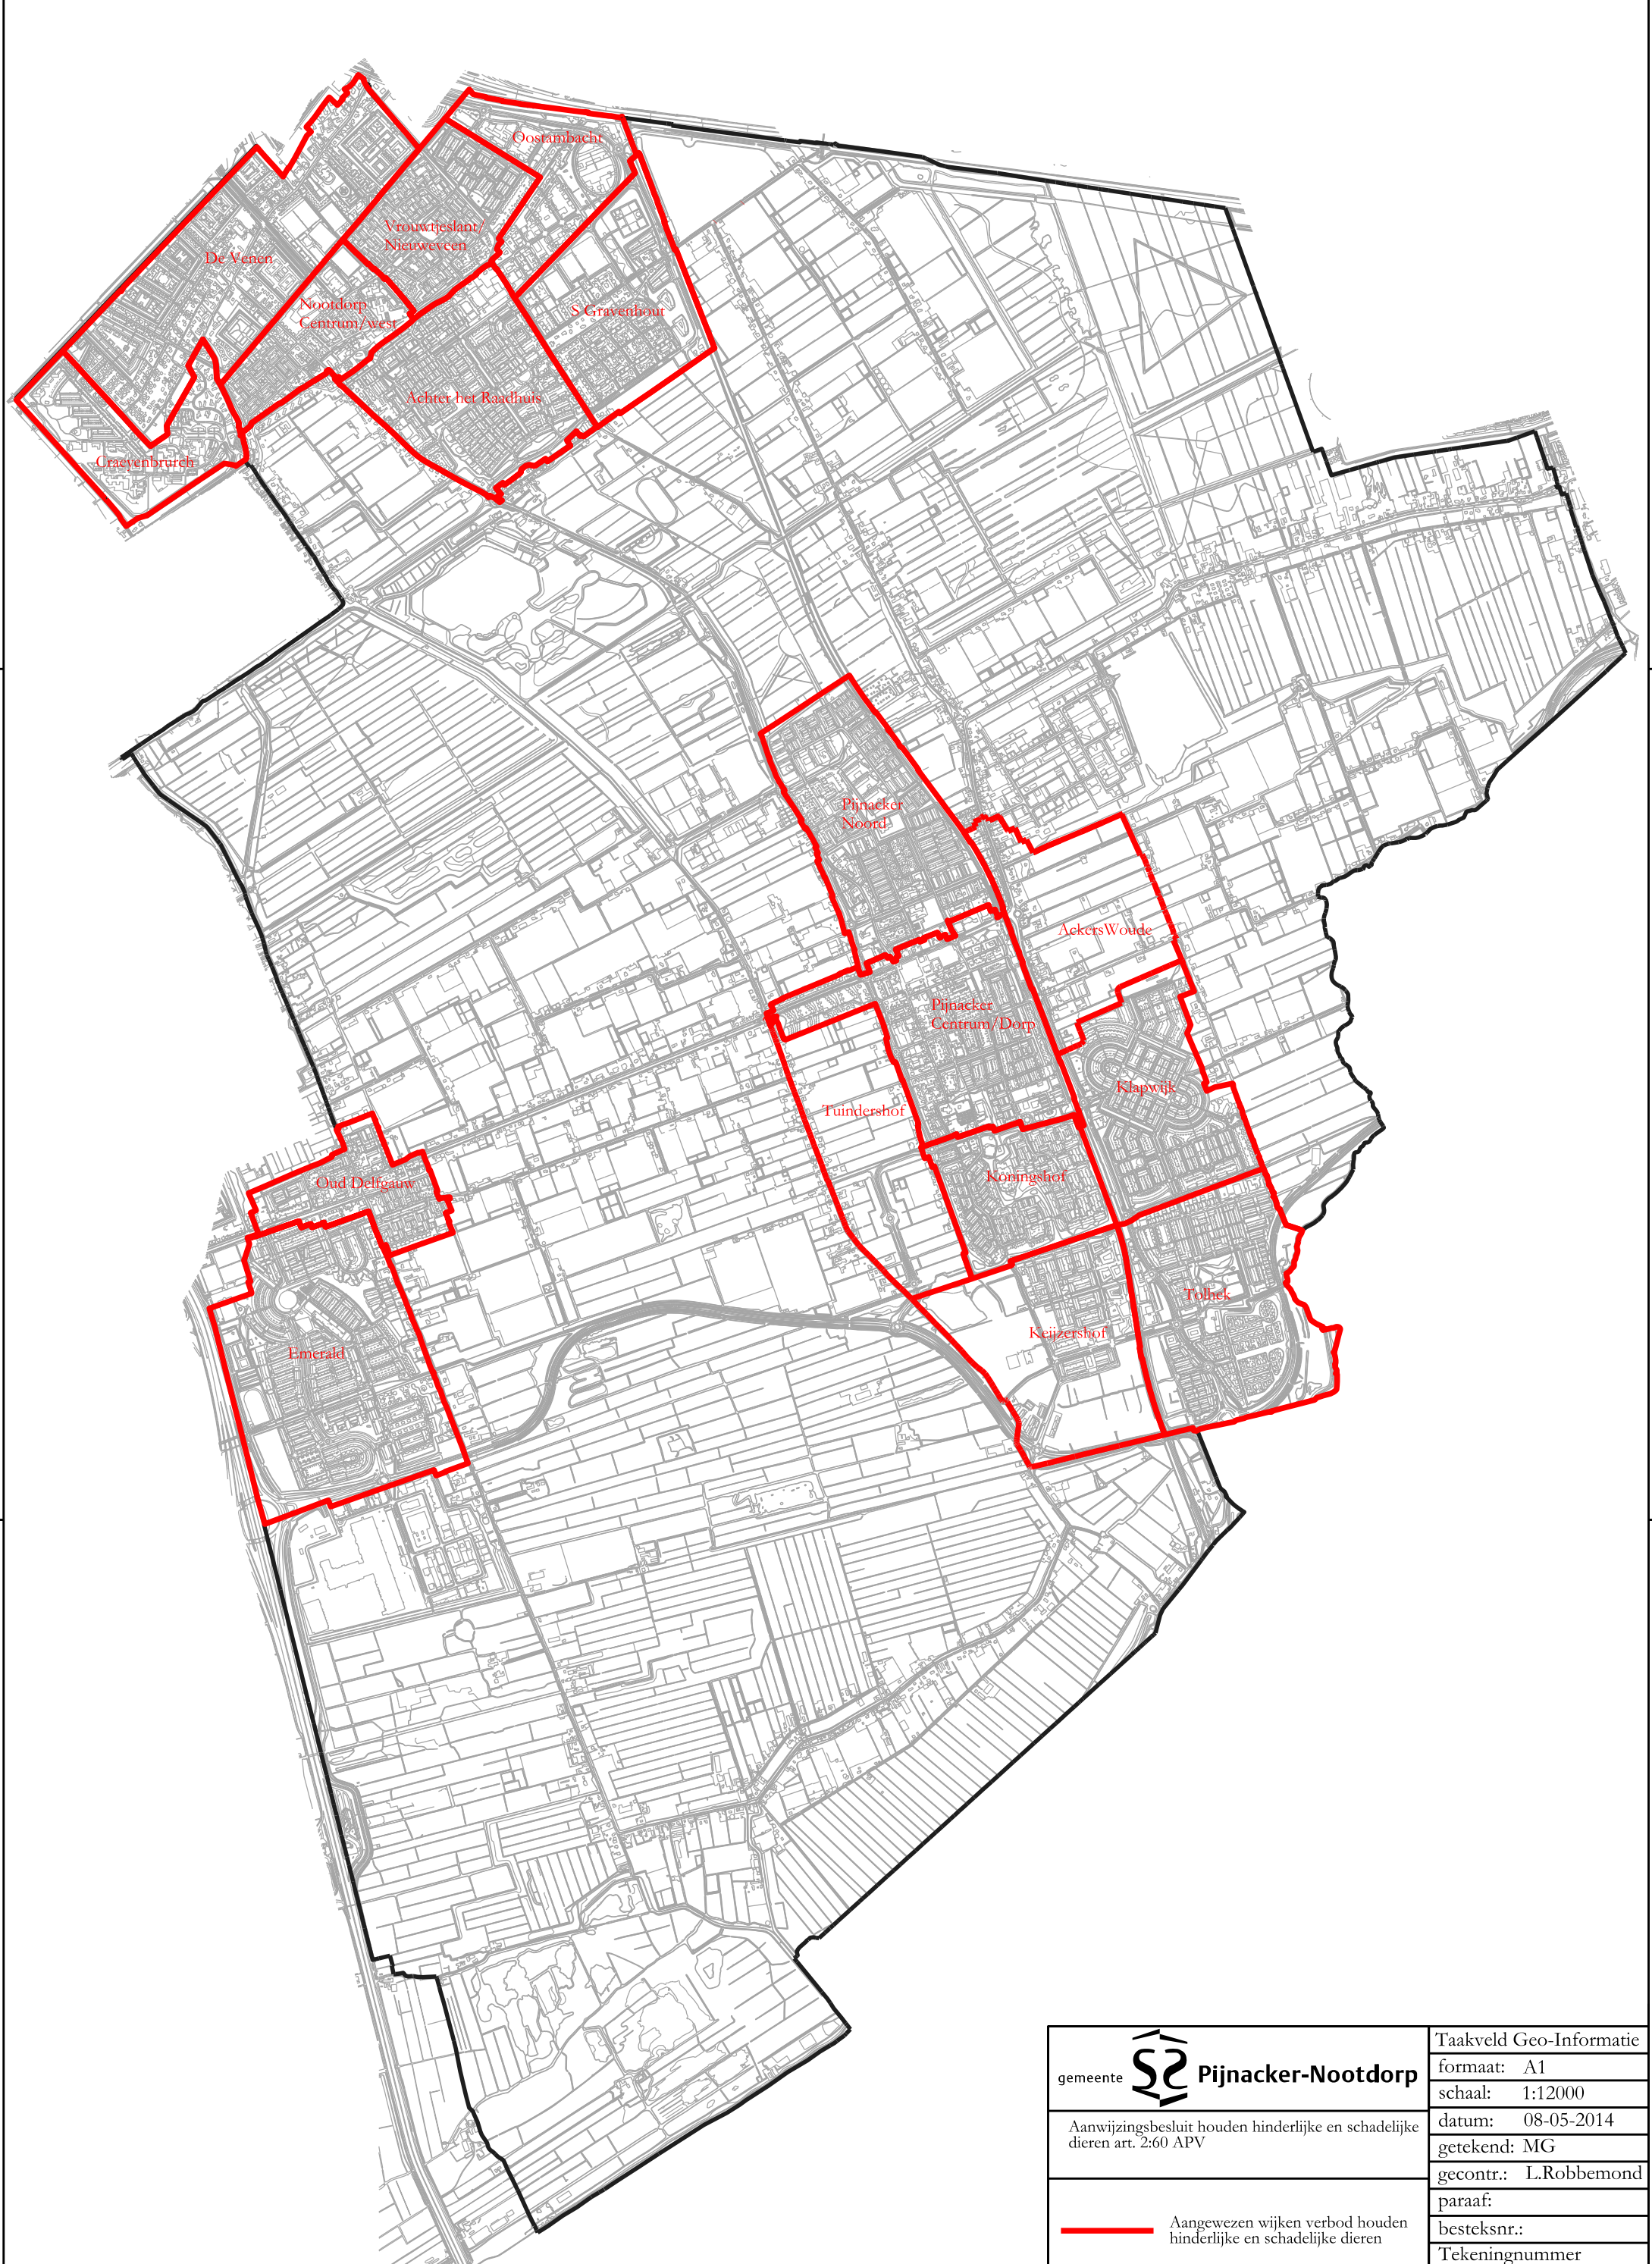 Oostambacht
Vrouwtjeslant/
Nieuweveen
De Venen
Nootdorp
Centrum/west
S Gravenhout
Achter het Raadhuis
Craeyenbrurch
Pijnacker
Noord
AckersWoude
Pijnacker
Centrum/Dorp
Klapwijk
Tuindershof
Koningshof
Oud Delfgauw
Tolhek
Keijzershof
Emerald
gemeente Pijnacker-Nootdorp
Aanwijzingsbesluit houden hinderlijke en schadelijke
dieren art. 2:60 APV
Aangewezen wijken verbod houden
hinderlijke en schadelijke dieren
Taakveld Geo-Informatie
formaat: A1
schaal: 1:12000
datum: 08-05-2014
getekend: MG
gecontr.: L.Robbemond
paraaf:
besteksnr.:
Tekeningnummer